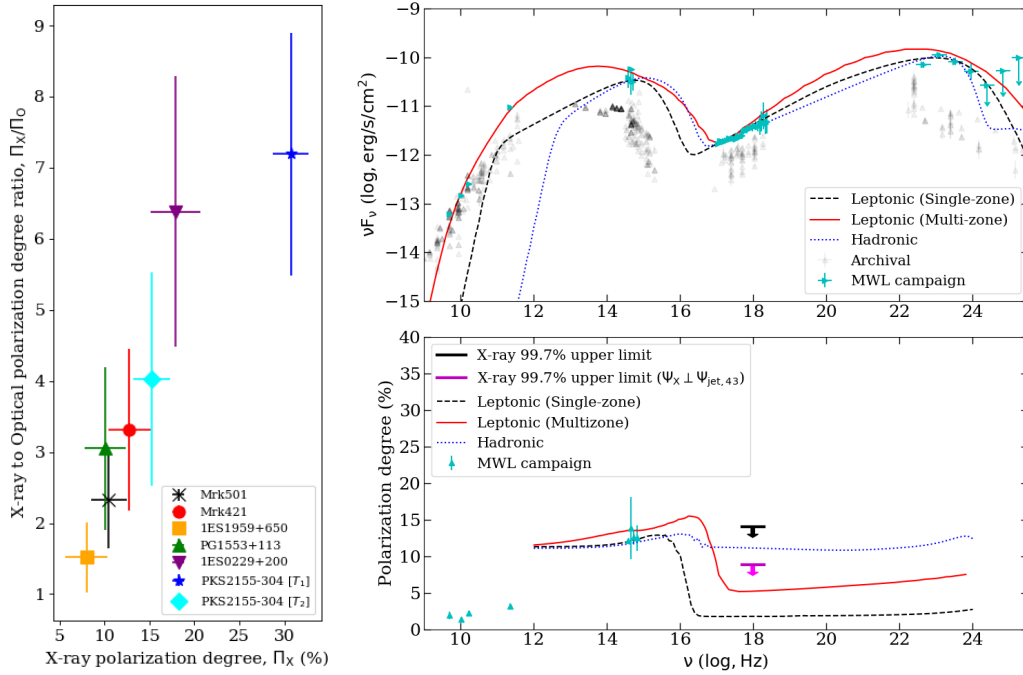 X-ray to Optical polarization degree ratio, Π_X/Π_O
9
8
7
6
5
4
3
2
1
5 10 15 20 25 30
X-ray polarization degree, Π_X (%)
Mrk501
Mrk421
1ES1959+650
PG1553+113
1ES0229+200
PKS2155-304 [T₁]
PKS2155-304 [T₂]
νF_ν (log, erg/s/cm²)
−9
−10
−11
−12
−13
−14
−15
10 12 14 16 18 20 22 24
Leptonic (Single-zone)
Leptonic (Multi-zone)
Hadronic
Archival
MWL campaign
Polarization degree (%)
40
35
30
25
20
15
10
5
0
10 12 14 16 18 20 22 24
ν (log, Hz)
X-ray 99.7% upper limit
X-ray 99.7% upper limit (Ψ_X ⊥ Ψ_jet, 43)
Leptonic (Single-zone)
Leptonic (Multizone)
Hadronic
MWL campaign